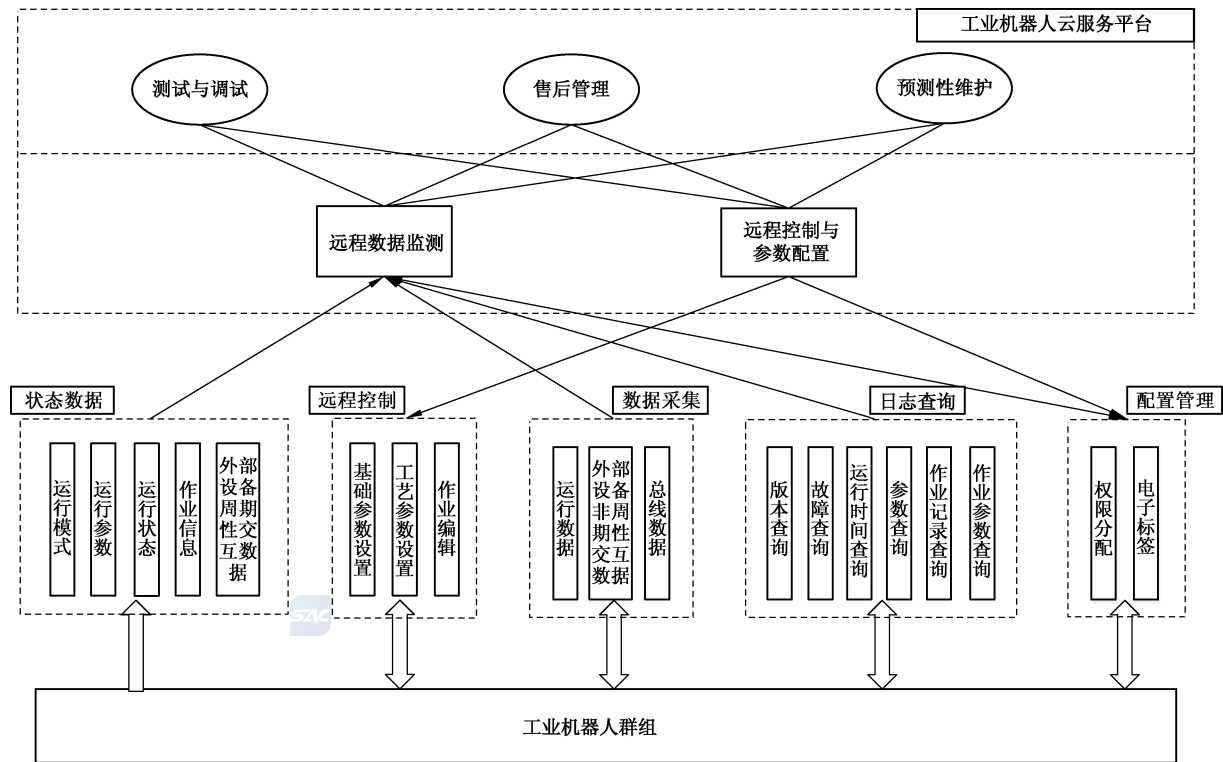 工业机器人云服务平台
测试与调试
售后管理
预测性维护
远程数据监测
远程控制与
参数配置
状态数据
远程控制
数据采集
日志查询
配置管理
运行模式
运行参数
运行状态
作业信息
外部
设备
周期
性交
互数
据
基础参数设置
工艺参数设置
作业编辑
运行数据
外部
设备
非周
期性
交互
数据
总线数据
版本查询
故障查询
运行时间查询
参数查询
作业记录查询
作业参数查询
权限分配
电子标签
SAC
工业机器人群组